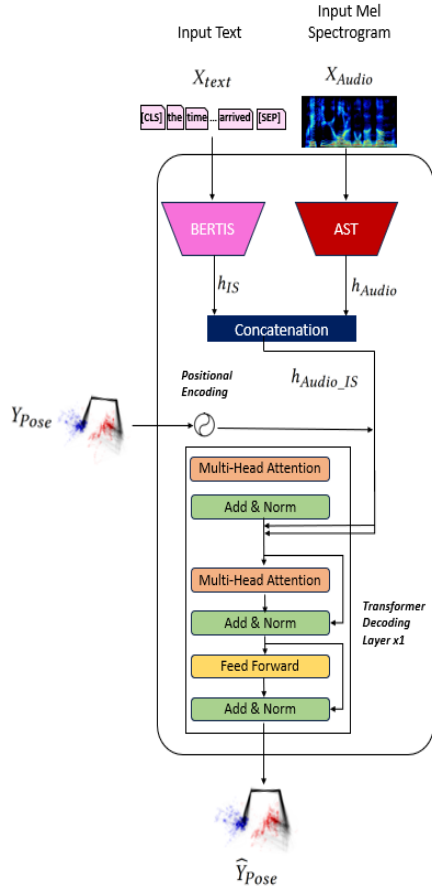 Input Text
Input Mel
Spectrogram
X_text
X_Audio
[CLS] the time ... arrived [SEP]
BERTIS
AST
h_IS
h_Audio
Concatenation
Positional
Encoding
h_Audio_IS
Y_Pose
Multi-Head Attention
Add & Norm
Multi-Head Attention
Add & Norm
Transformer
Decoding
Layer x1
Feed Forward
Add & Norm
Ŷ_Pose